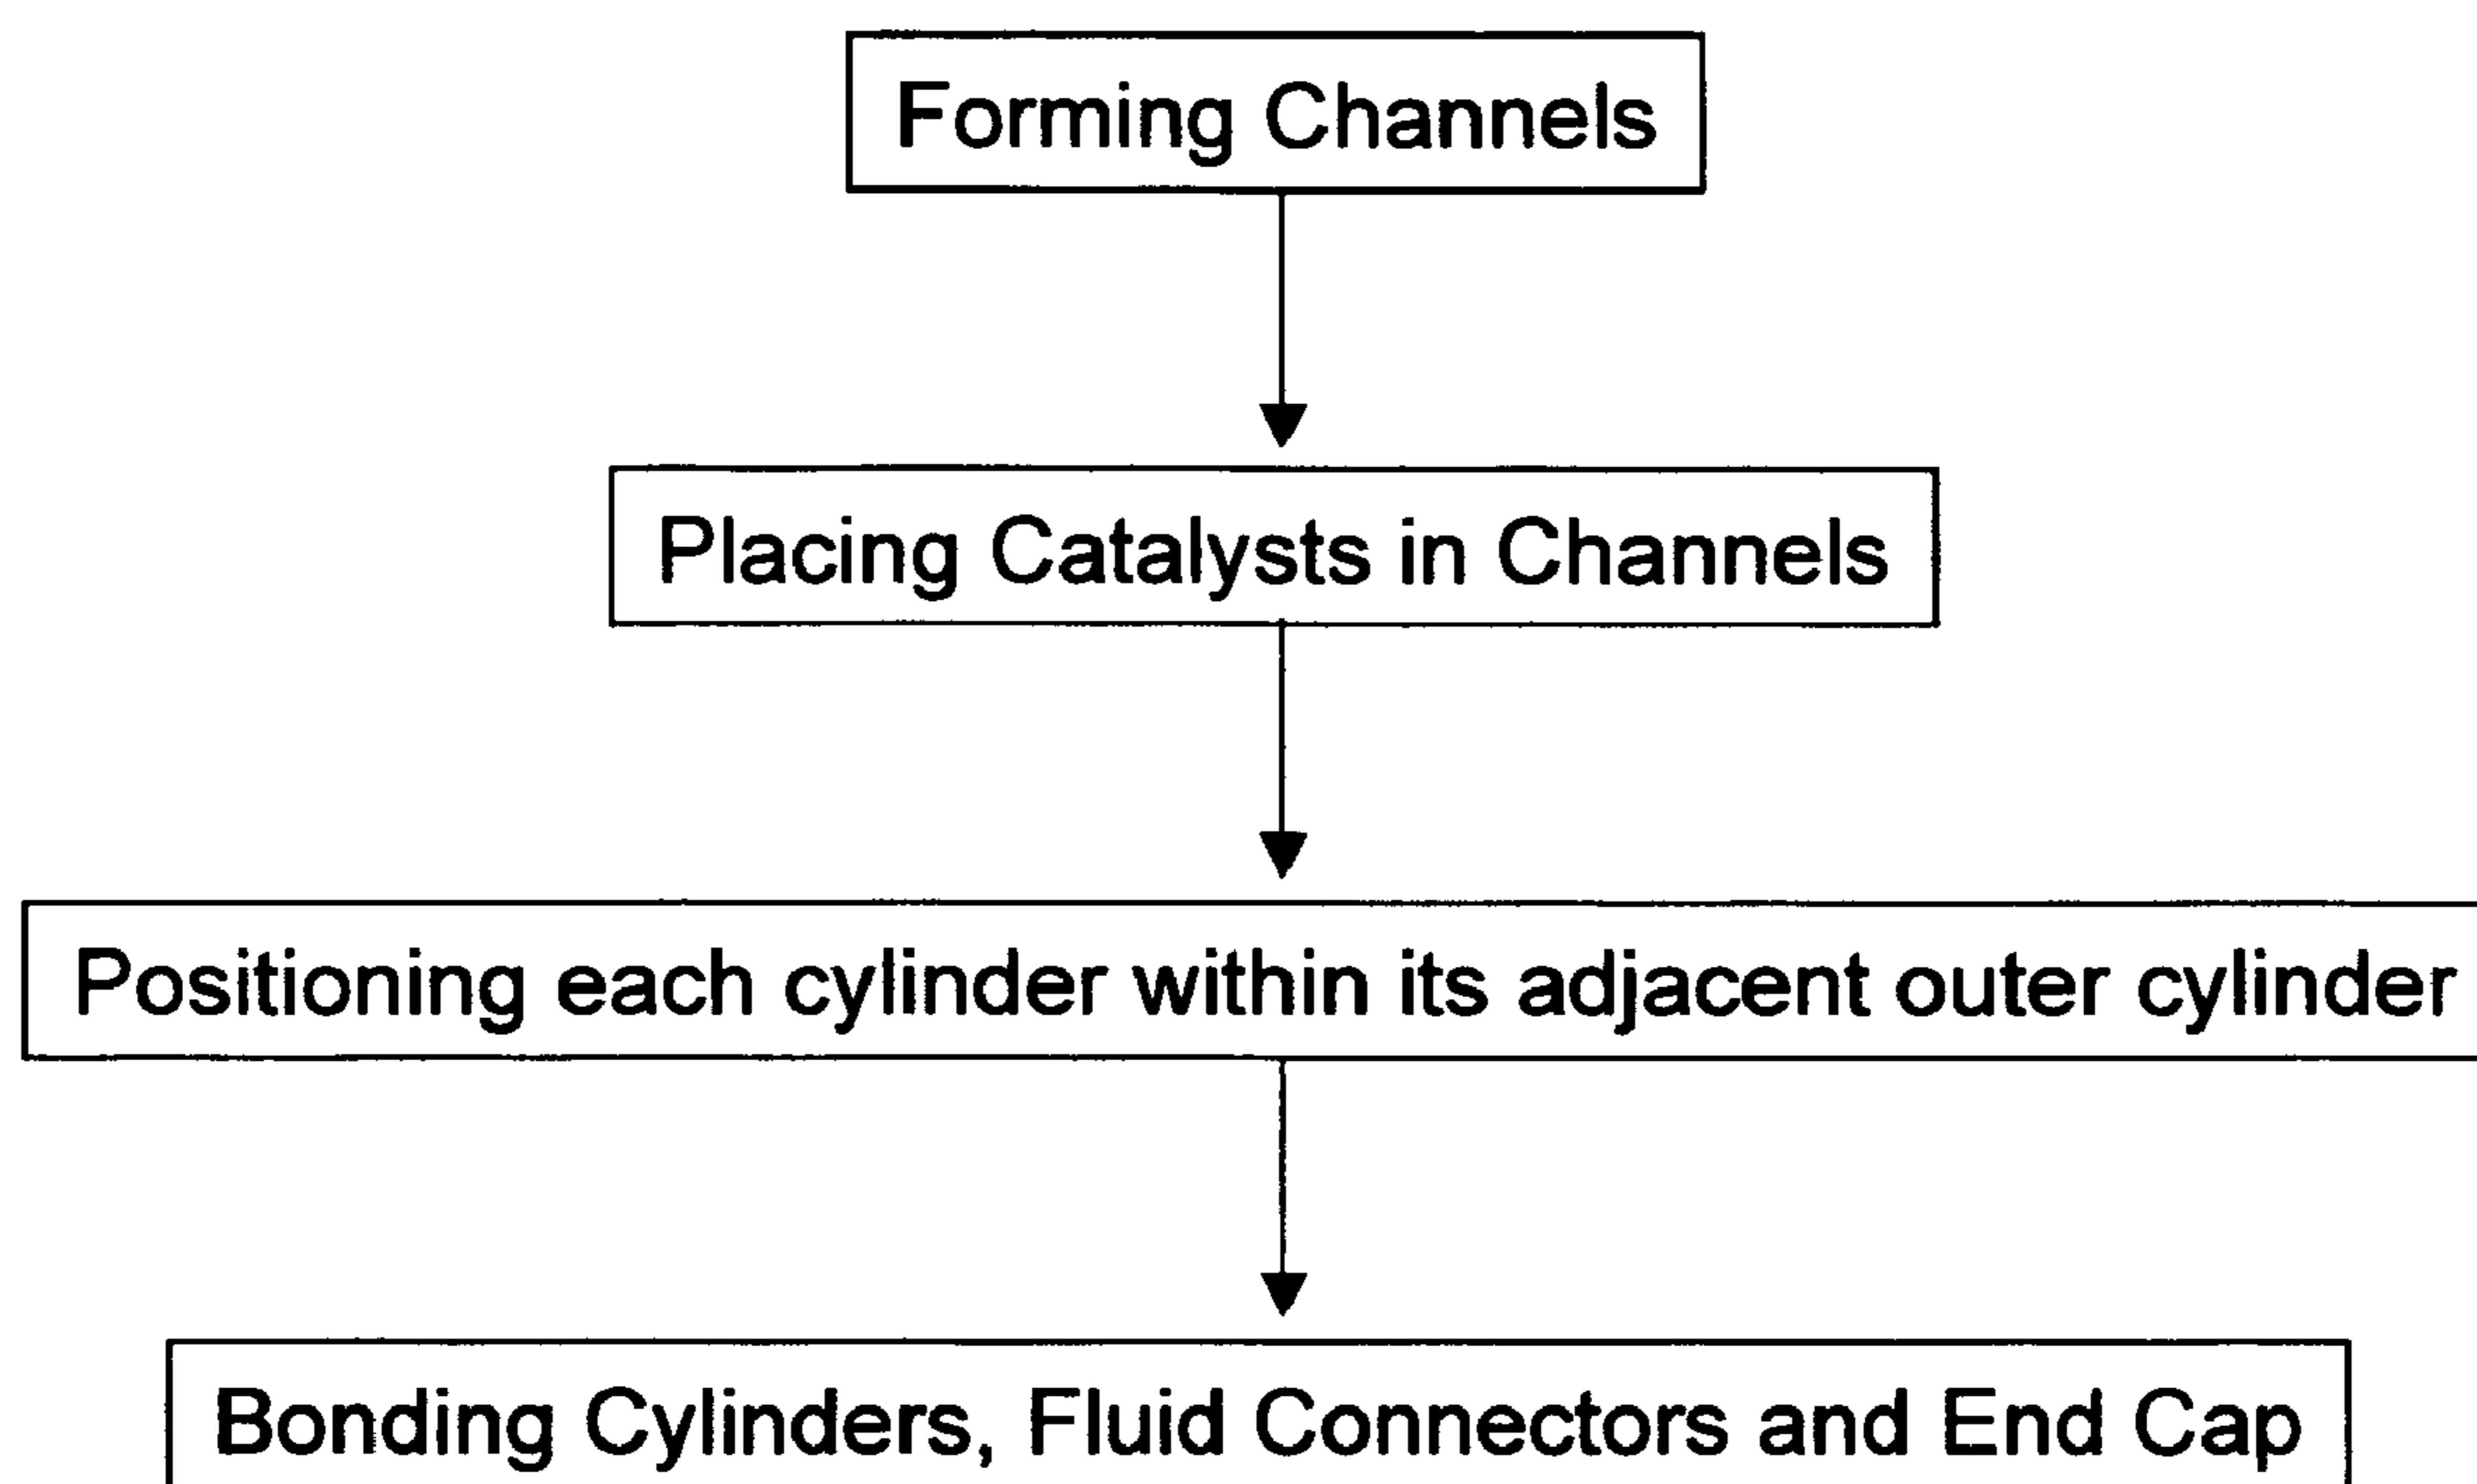 Forming Channels
Placing Catalysts in Channels
Positioning each cylinder within its adjacent outer cylinder
Bonding Cylinders, Fluid Connectors and End Cap